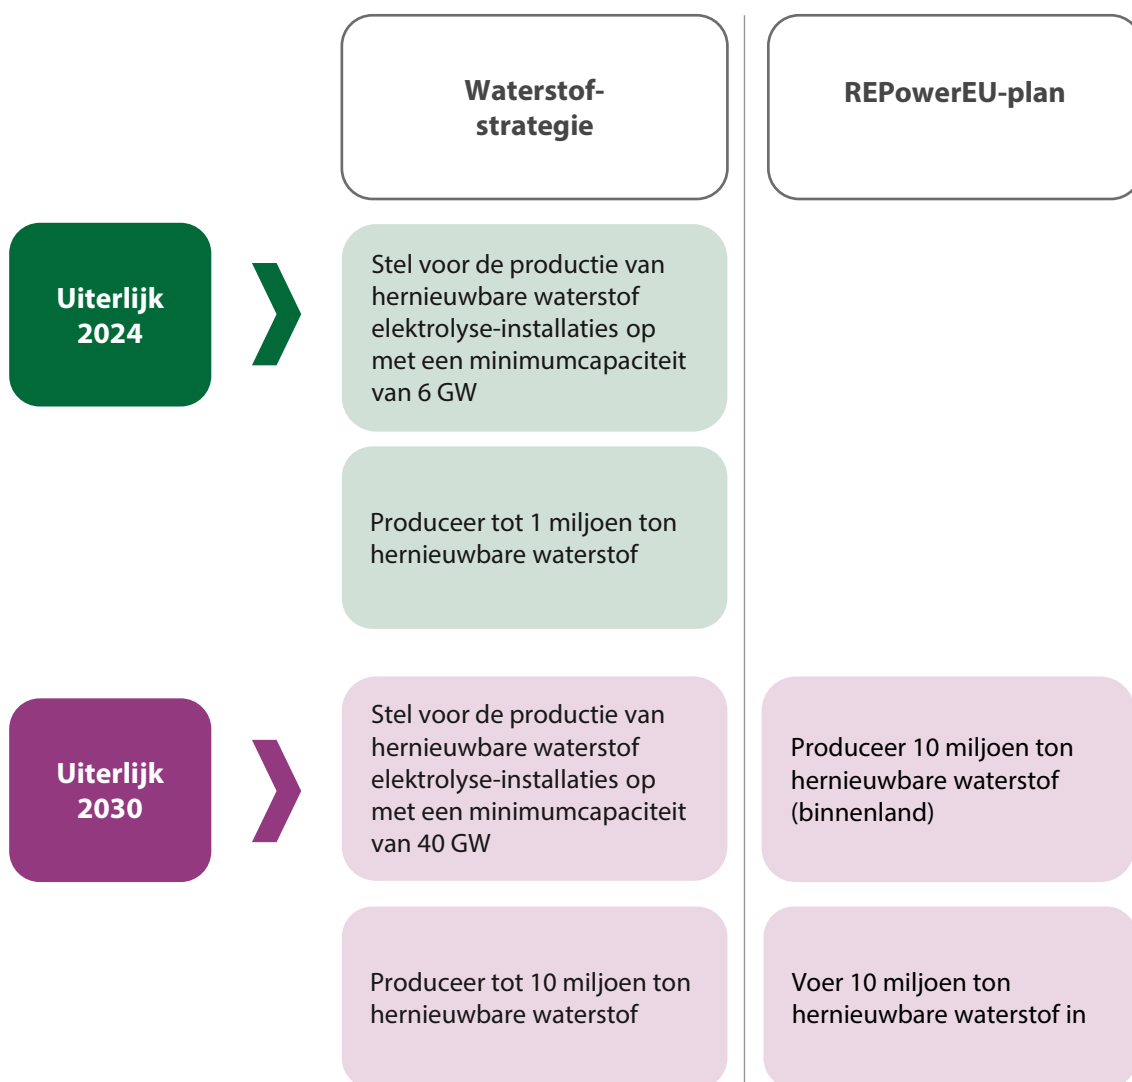 Waterstof-
strategie
REPowerEU-plan
Uiterlijk
2024
Stel voor de productie van
hernieuwbare waterstof
elektrolyse-installaties op
met een minimumcapaciteit
van 6 GW
Produceer tot 1 miljoen ton
hernieuwbare waterstof
Uiterlijk
2030
Stel voor de productie van
hernieuwbare waterstof
elektrolyse-installaties op
met een minimumcapaciteit
van 40 GW
Produceer 10 miljoen ton
hernieuwbare waterstof
(binnenland)
Produceer tot 10 miljoen ton
hernieuwbare waterstof
Voer 10 miljoen ton
hernieuwbare waterstof in